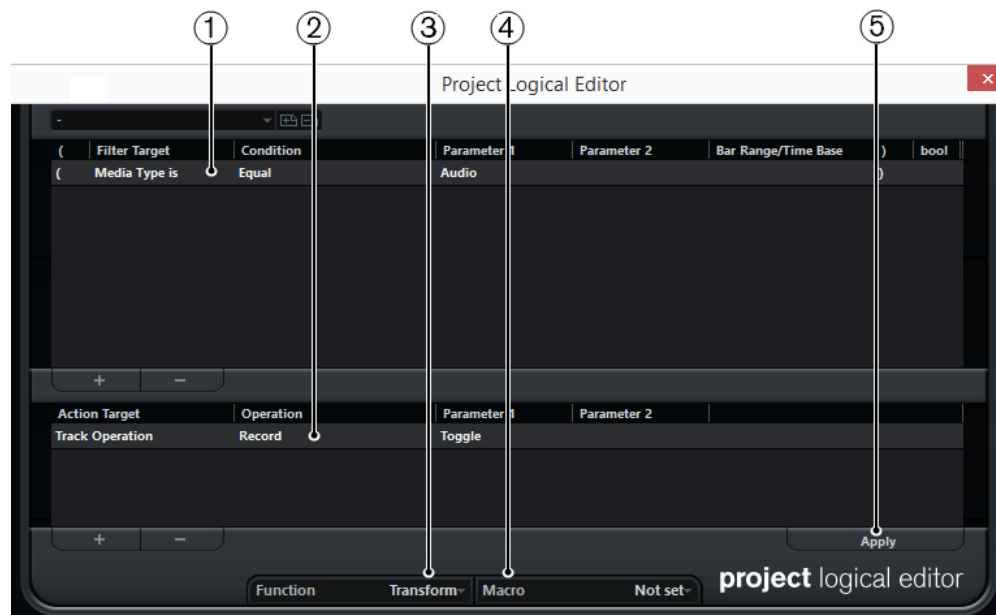 1 2 3 4 5
Project Logical Editor
-
( Filter Target Condition Parameter 1 Parameter 2 Bar Range/Time Base ) bool
( Media Type is Equal Audio )
+ −
Action Target Operation Parameter 1 Parameter 2
Track Operation Record Toggle
+ − Apply
Function Transform Macro Not set
project logical editor